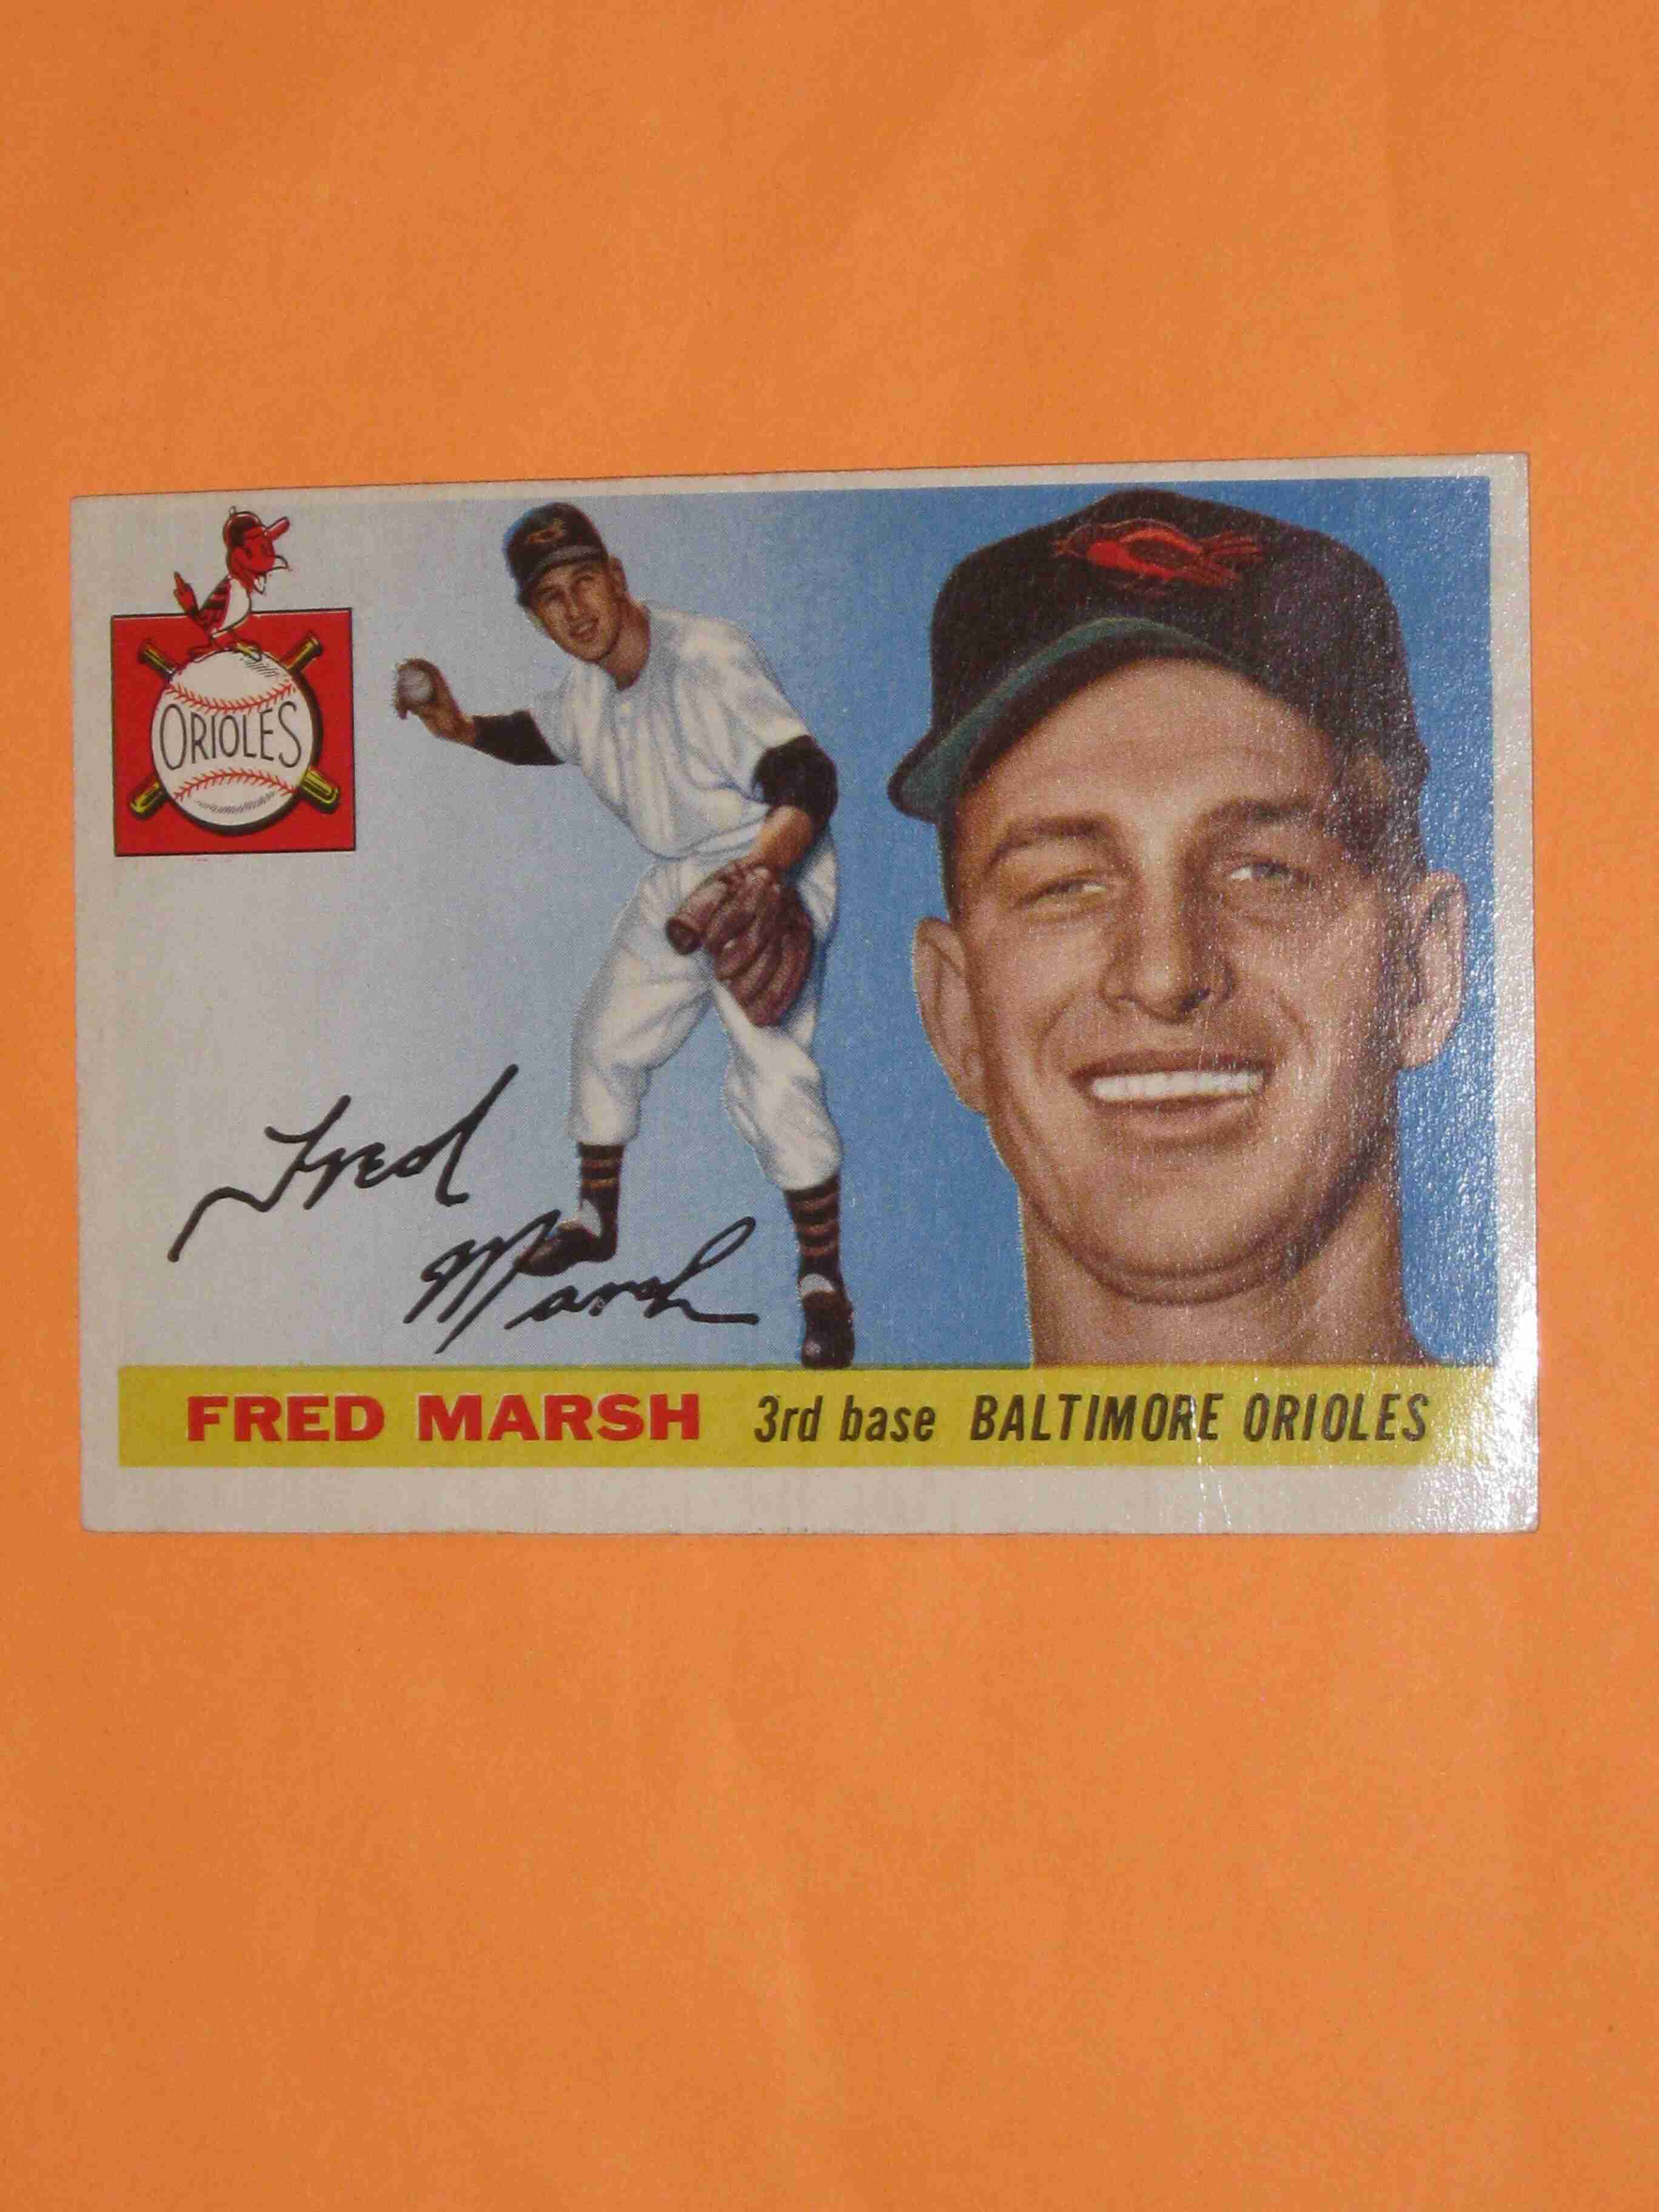 ORIOLES
Fred
Marsh
FRED MARSH 3rd base BALTIMORE ORIOLES